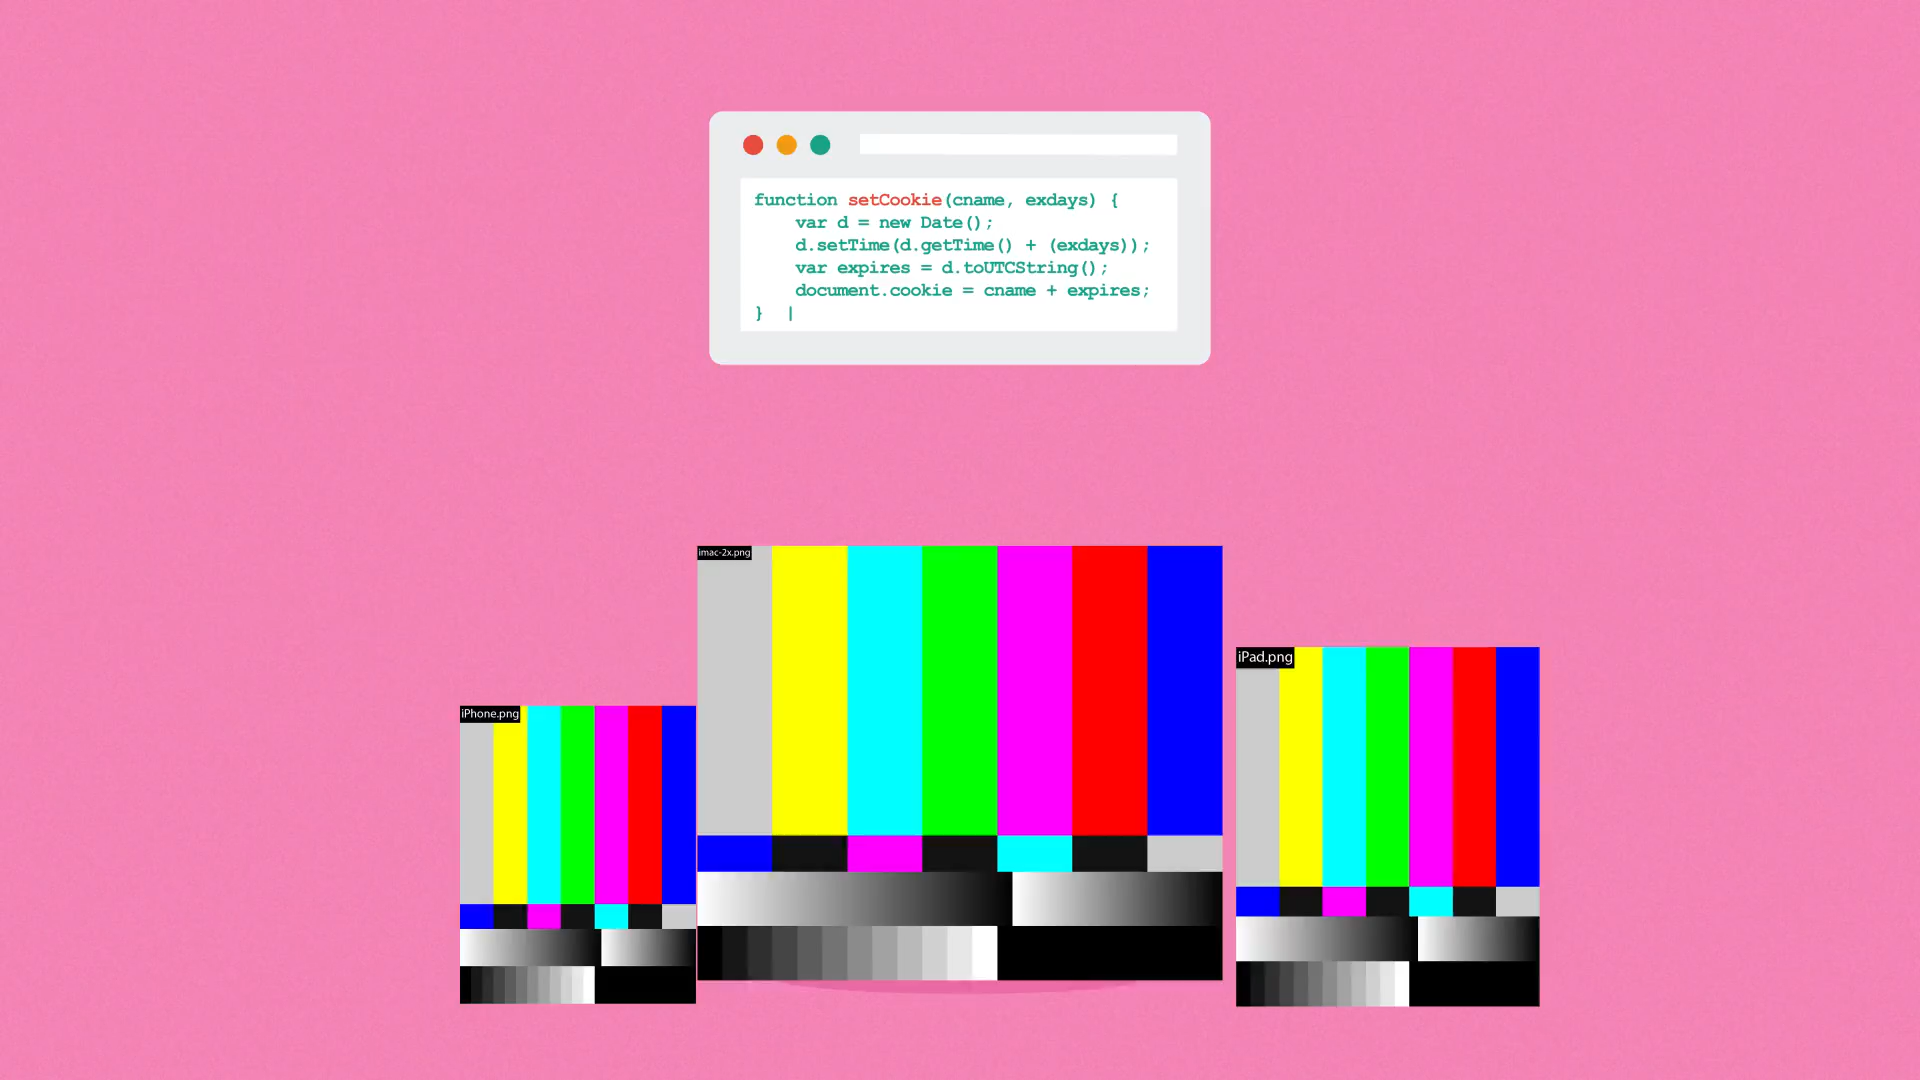 function setCookie(cname, exdays) {
    var d = new Date();
    d.setTime(d.getTime() + (exdays));
    var expires = d.toUTCString();
    document.cookie = cname + expires;
}  |
imac-2x.png
iPad.png
iPhone.png